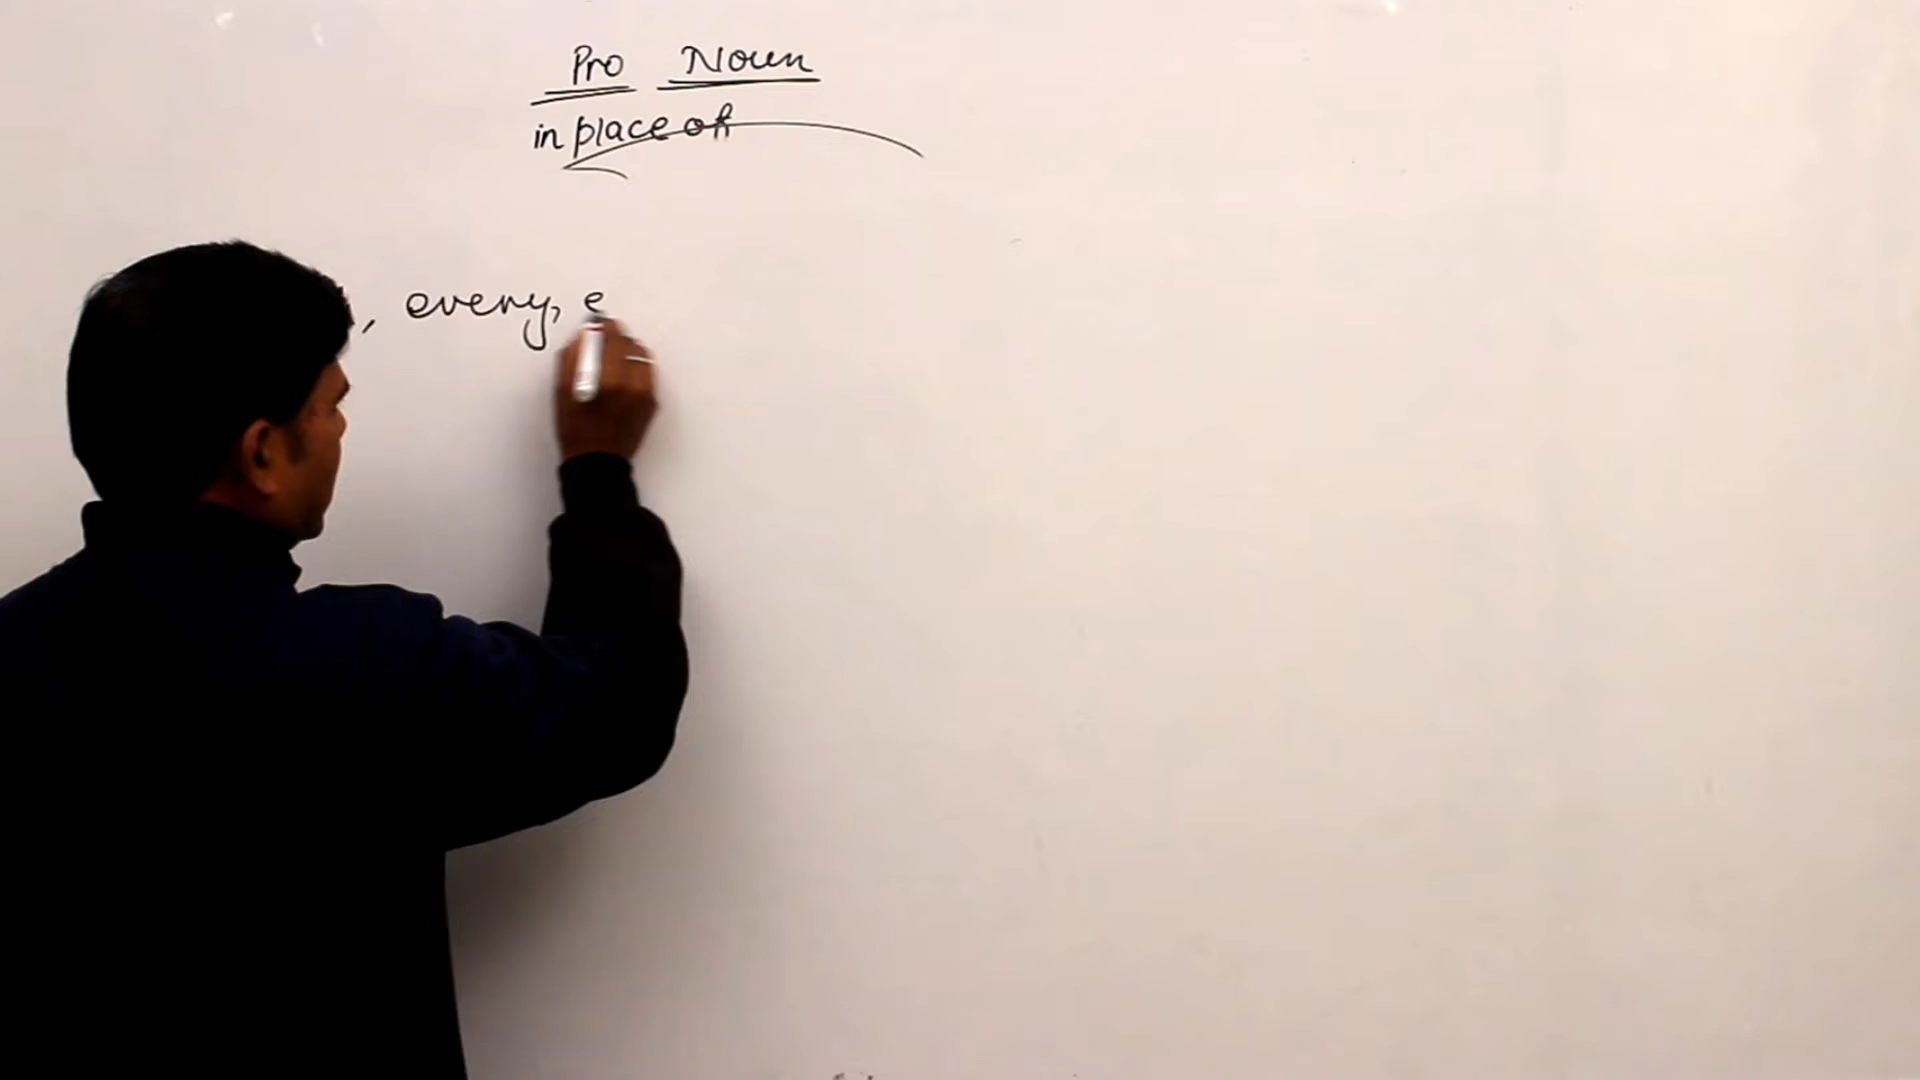 Pro Noun
in place of
, every, e